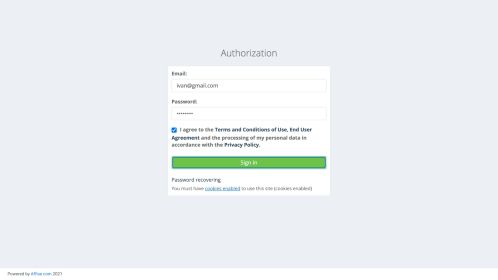 Authorization
Email:
ivan@gmail.com
Password:
••••••••
I agree to the Terms and Conditions of Use, End User
Agreement and the processing of my personal data in
accordance with the Privacy Policy.
Sign in
Password recovering
You must have cookies enabled to use this site (cookies enabled)
Powered by Affise.com 2021